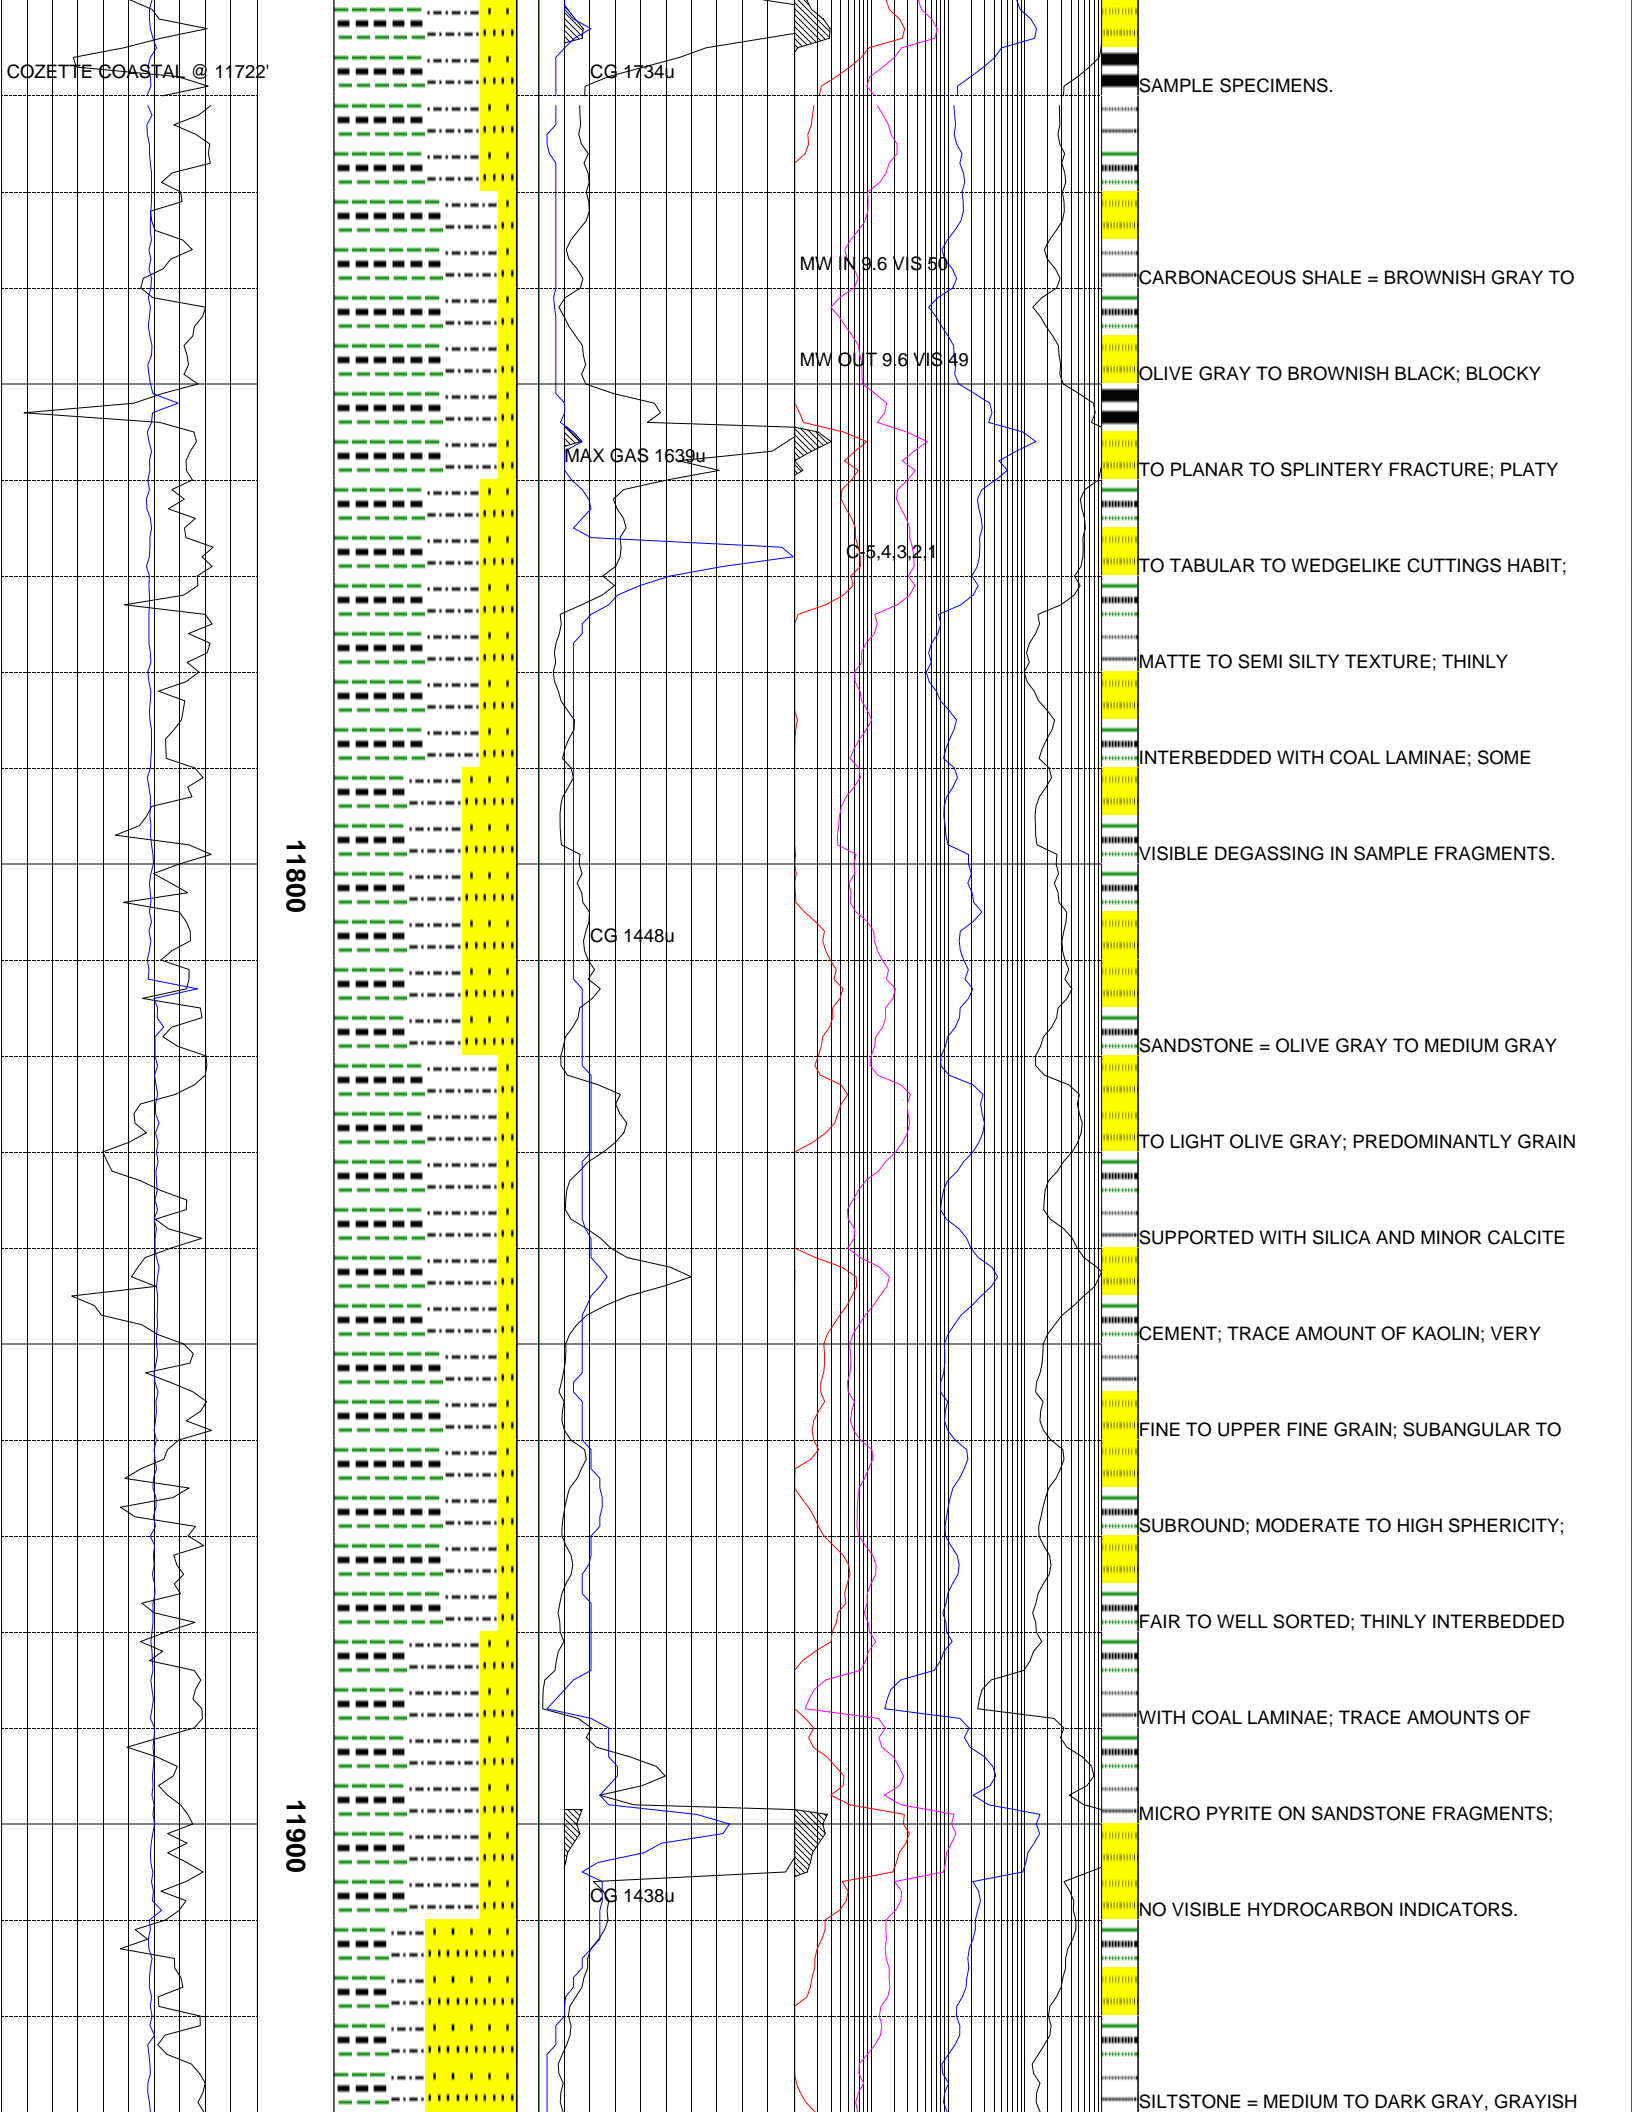 COZETTE COASTAL @ 11722'
CG 1734u
SAMPLE SPECIMENS.
MW IN 9.6 VIS 50
CARBONACEOUS SHALE = BROWNISH GRAY TO
MW OUT 9.6 VIS 49
OLIVE GRAY TO BROWNISH BLACK; BLOCKY
MAX GAS 1639u
TO PLANAR TO SPLINTERY FRACTURE; PLATY
C-5,4,3,2,1
TO TABULAR TO WEDGELIKE CUTTINGS HABIT;
MATTE TO SEMI SILTY TEXTURE; THINLY
INTERBEDDED WITH COAL LAMINAE; SOME
VISIBLE DEGASSING IN SAMPLE FRAGMENTS.
11800
CG 1448u
SANDSTONE = OLIVE GRAY TO MEDIUM GRAY
TO LIGHT OLIVE GRAY; PREDOMINANTLY GRAIN
SUPPORTED WITH SILICA AND MINOR CALCITE
CEMENT; TRACE AMOUNT OF KAOLIN; VERY
FINE TO UPPER FINE GRAIN; SUBANGULAR TO
SUBROUND; MODERATE TO HIGH SPHERICITY;
FAIR TO WELL SORTED; THINLY INTERBEDDED
WITH COAL LAMINAE; TRACE AMOUNTS OF
MICRO PYRITE ON SANDSTONE FRAGMENTS;
11900
CG 1438u
NO VISIBLE HYDROCARBON INDICATORS.
SILTSTONE = MEDIUM TO DARK GRAY, GRAYISH